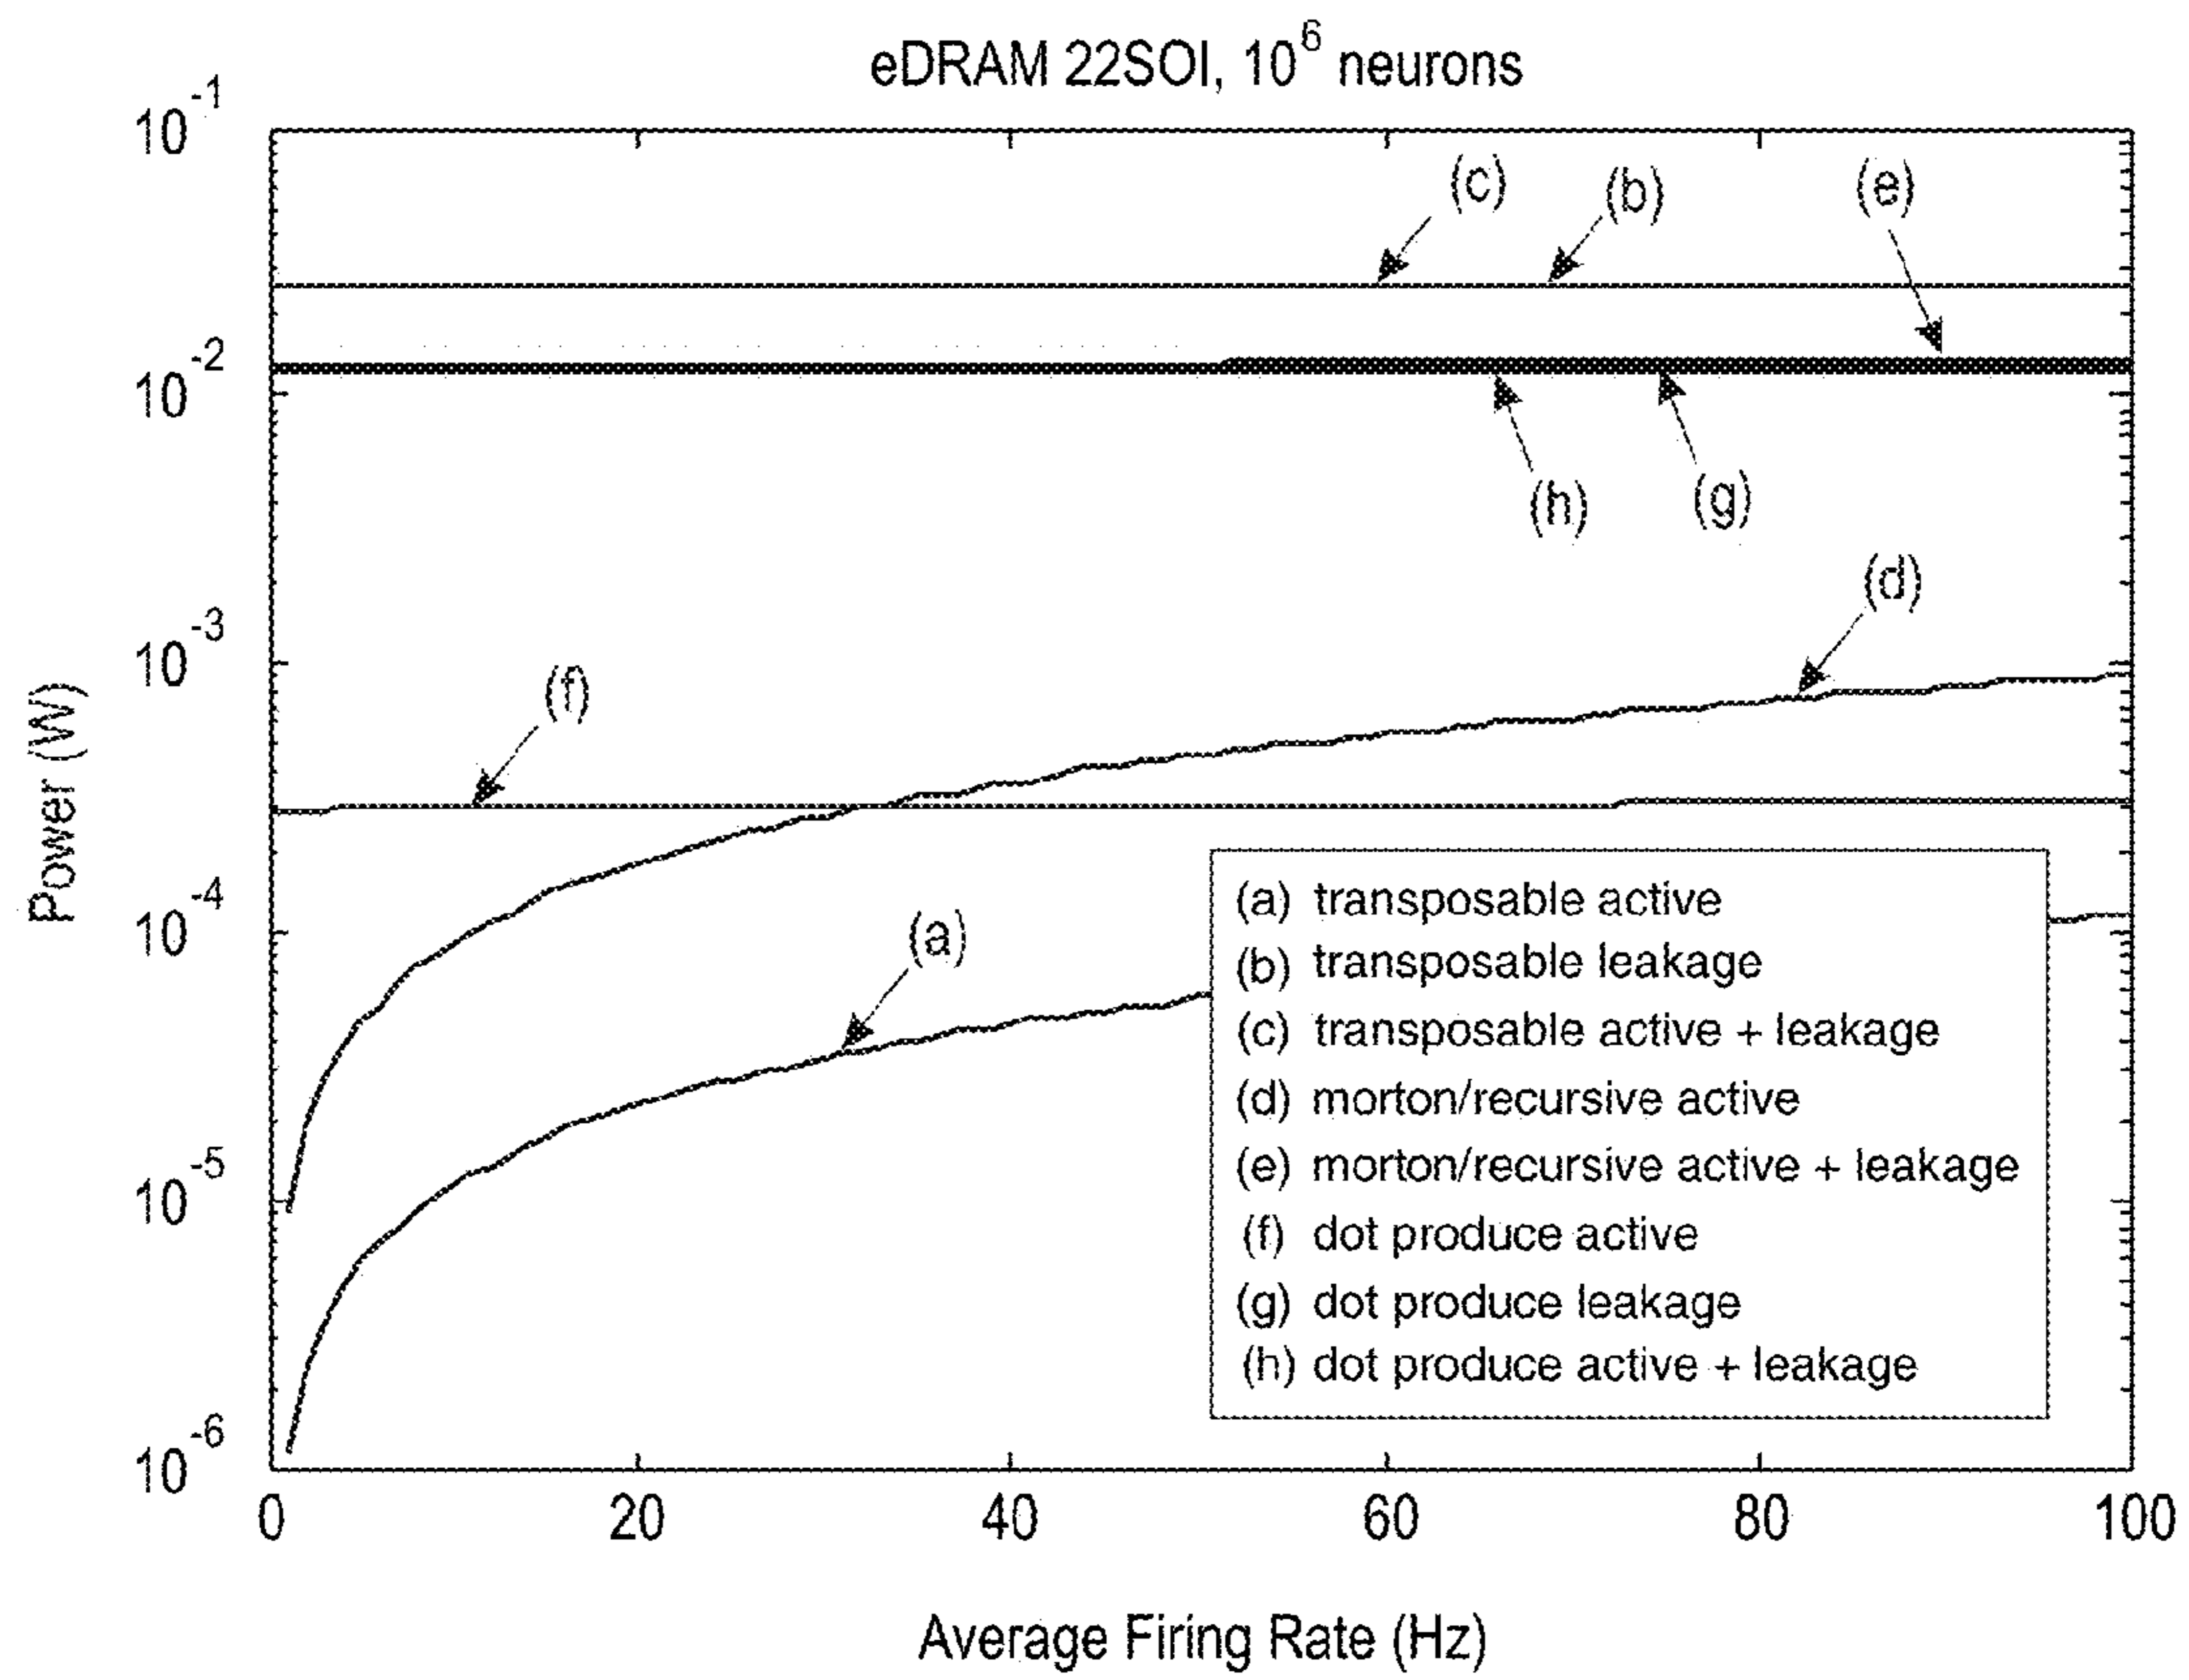 eDRAM 22SOI, 10^6 neurons
10^-1
(c) (b) (e)
10^-2
(h) (g)
(d)
10^-3
(f)
Power (W)
10^-4
(a)
(a) transposable active
(b) transposable leakage
(c) transposable active + leakage
(d) morton/recursive active
(e) morton/recursive active + leakage
(f) dot produce active
(g) dot produce leakage
(h) dot produce active + leakage
10^-5
10^-6
0 20 40 60 80 100
Average Firing Rate (Hz)